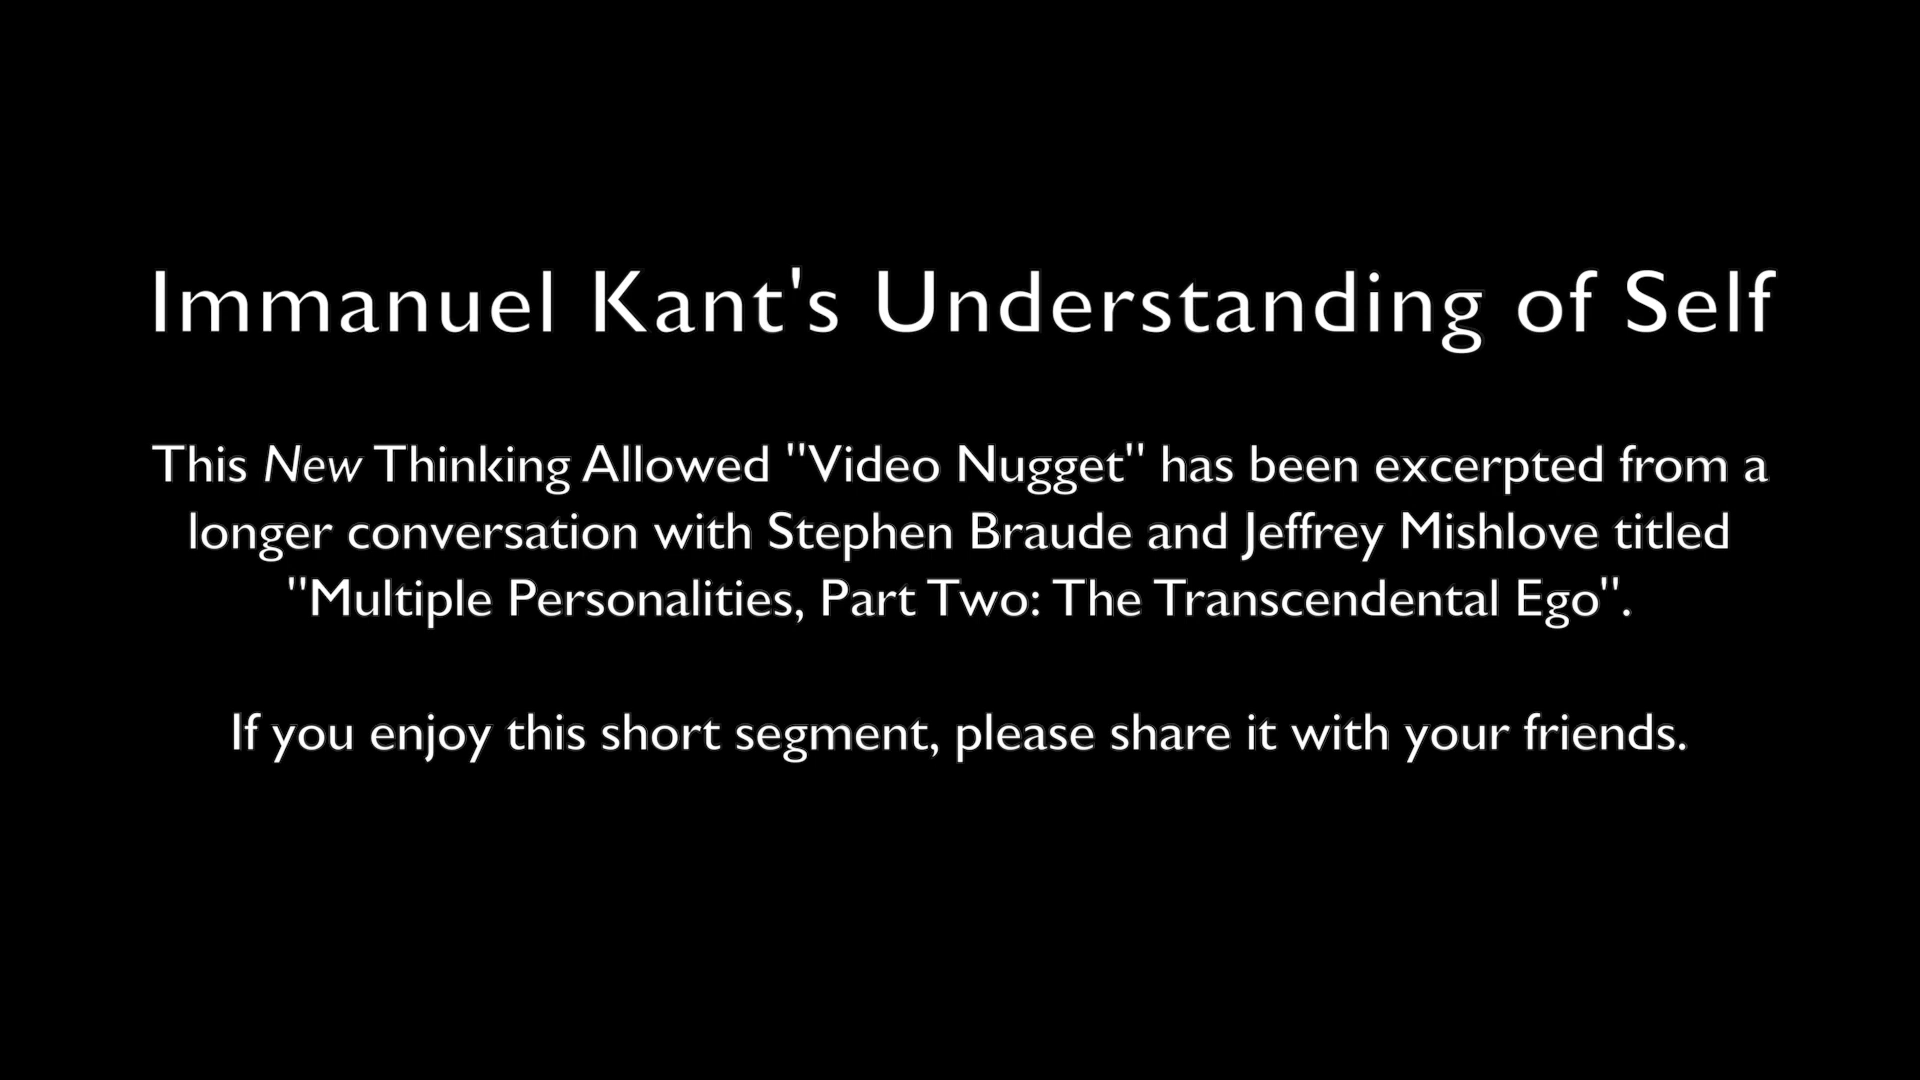 Immanuel Kant's Understanding of Self
This New Thinking Allowed "Video Nugget" has been excerpted from a
longer conversation with Stephen Braude and Jeffrey Mishlove titled
"Multiple Personalities, Part Two: The Transcendental Ego".
If you enjoy this short segment, please share it with your friends.